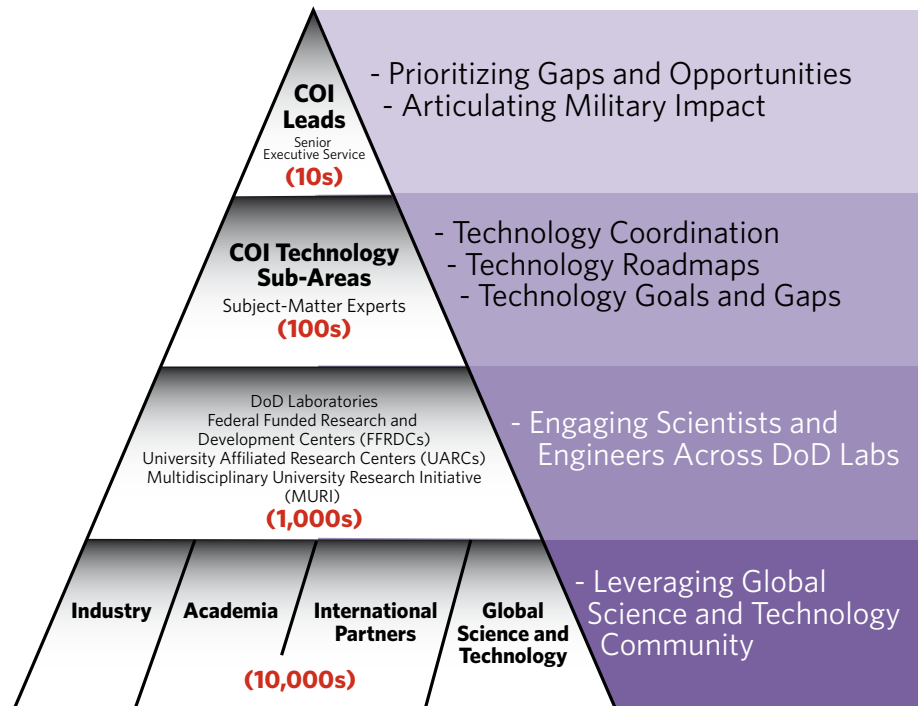 COI
Leads
Senior
Executive Service
(10s)
- Prioritizing Gaps and Opportunities
- Articulating Military Impact
COI Technology
Sub-Areas
Subject-Matter Experts
(100s)
- Technology Coordination
- Technology Roadmaps
- Technology Goals and Gaps
DoD Laboratories
Federal Funded Research and
Development Centers (FFRDCs)
University Affiliated Research Centers (UARCs)
Multidisciplinary University Research Initiative
(MURI)
(1,000s)
- Engaging Scientists and
Engineers Across DoD Labs
Industry
Academia
International
Partners
Global
Science and
Technology
(10,000s)
- Leveraging Global
Science and Technology
Community